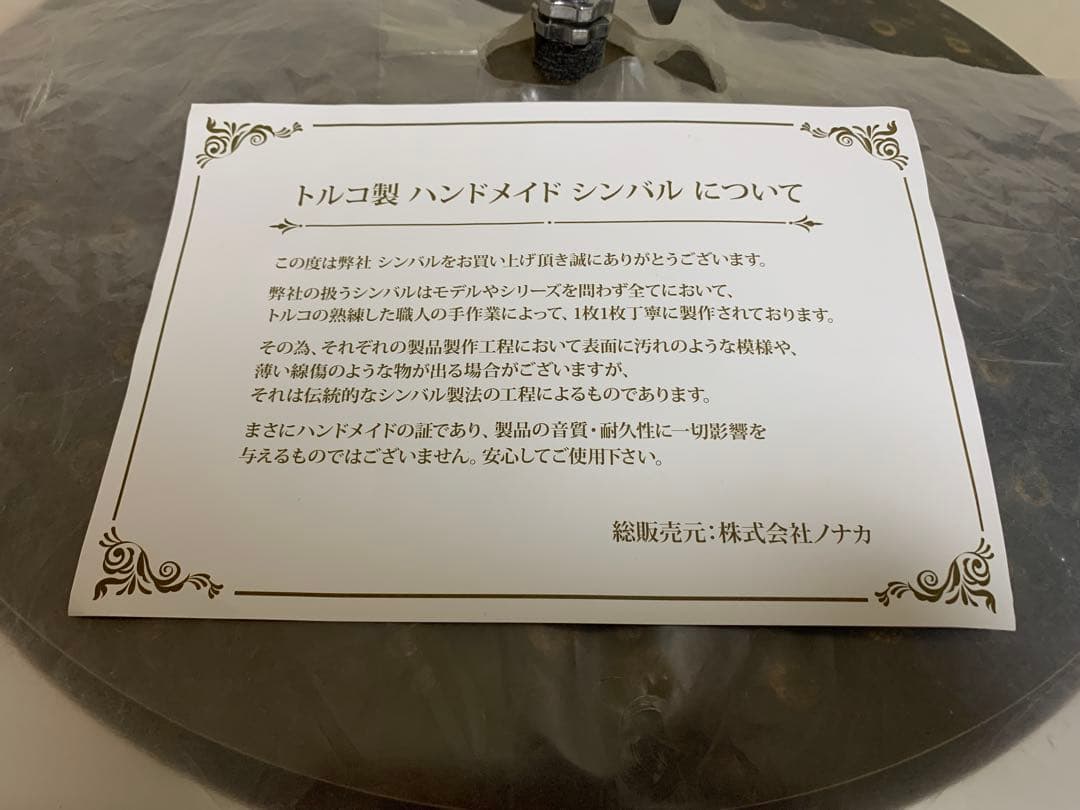 トルコ製 ハンドメイド シンバル について
この度は弊社 シンバルをお買い上げ頂き誠にありがとうございます。
弊社の扱うシンバルはモデルやシリーズを問わず全てにおいて、
トルコの熟練した職人の手作業によって、1枚1枚丁寧に製作されております。
その為、それぞれの製品製作工程において表面に汚れのような模様や、
薄い線傷のような物が出る場合がございますが、
それは伝統的なシンバル製法の工程によるものであります。
まさにハンドメイドの証であり、製品の音質・耐久性に一切影響を
与えるものではございません。安心してご使用下さい。
総販売元：株式会社ノナカ